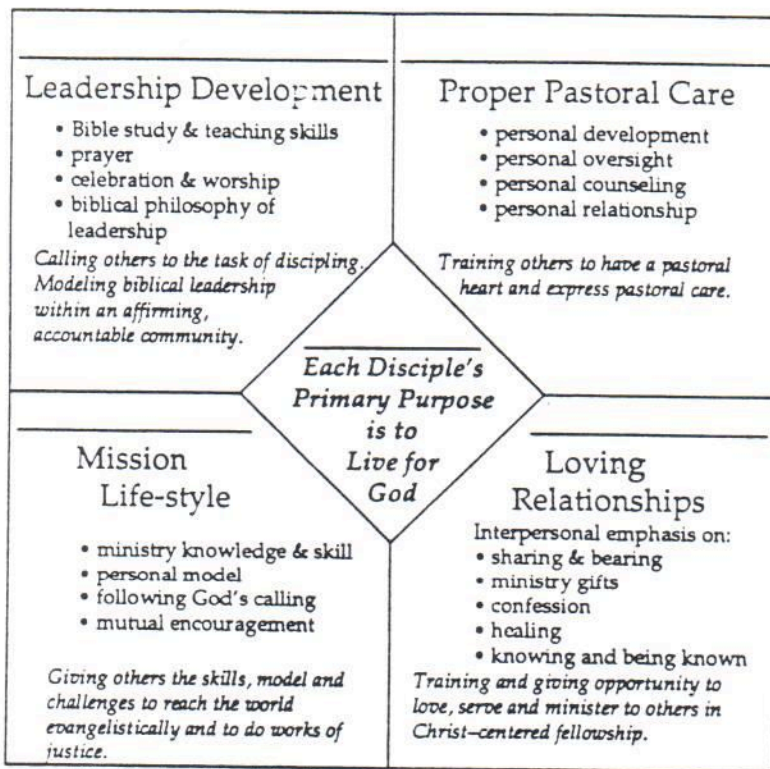 Leadership Development
• Bible study & teaching skills
• prayer
• celebration & worship
• biblical philosophy of
leadership
Calling others to the task of discipling.
Modeling biblical leadership
within an affirming,
accountable community.
Proper Pastoral Care
• personal development
• personal oversight
• personal counseling
• personal relationship
Training others to have a pastoral
heart and express pastoral care.
Each Disciple's
Primary Purpose
is to
Live for
God
Mission
Life-style
• ministry knowledge & skill
• personal model
• following God's calling
• mutual encouragement
Giving others the skills, model and
challenges to reach the world
evangelistically and to do works of
justice.
Loving
Relationships
Interpersonal emphasis on:
• sharing & bearing
• ministry gifts
• confession
• healing
• knowing and being known
Training and giving opportunity to
love, serve and minister to others in
Christ–centered fellowship.